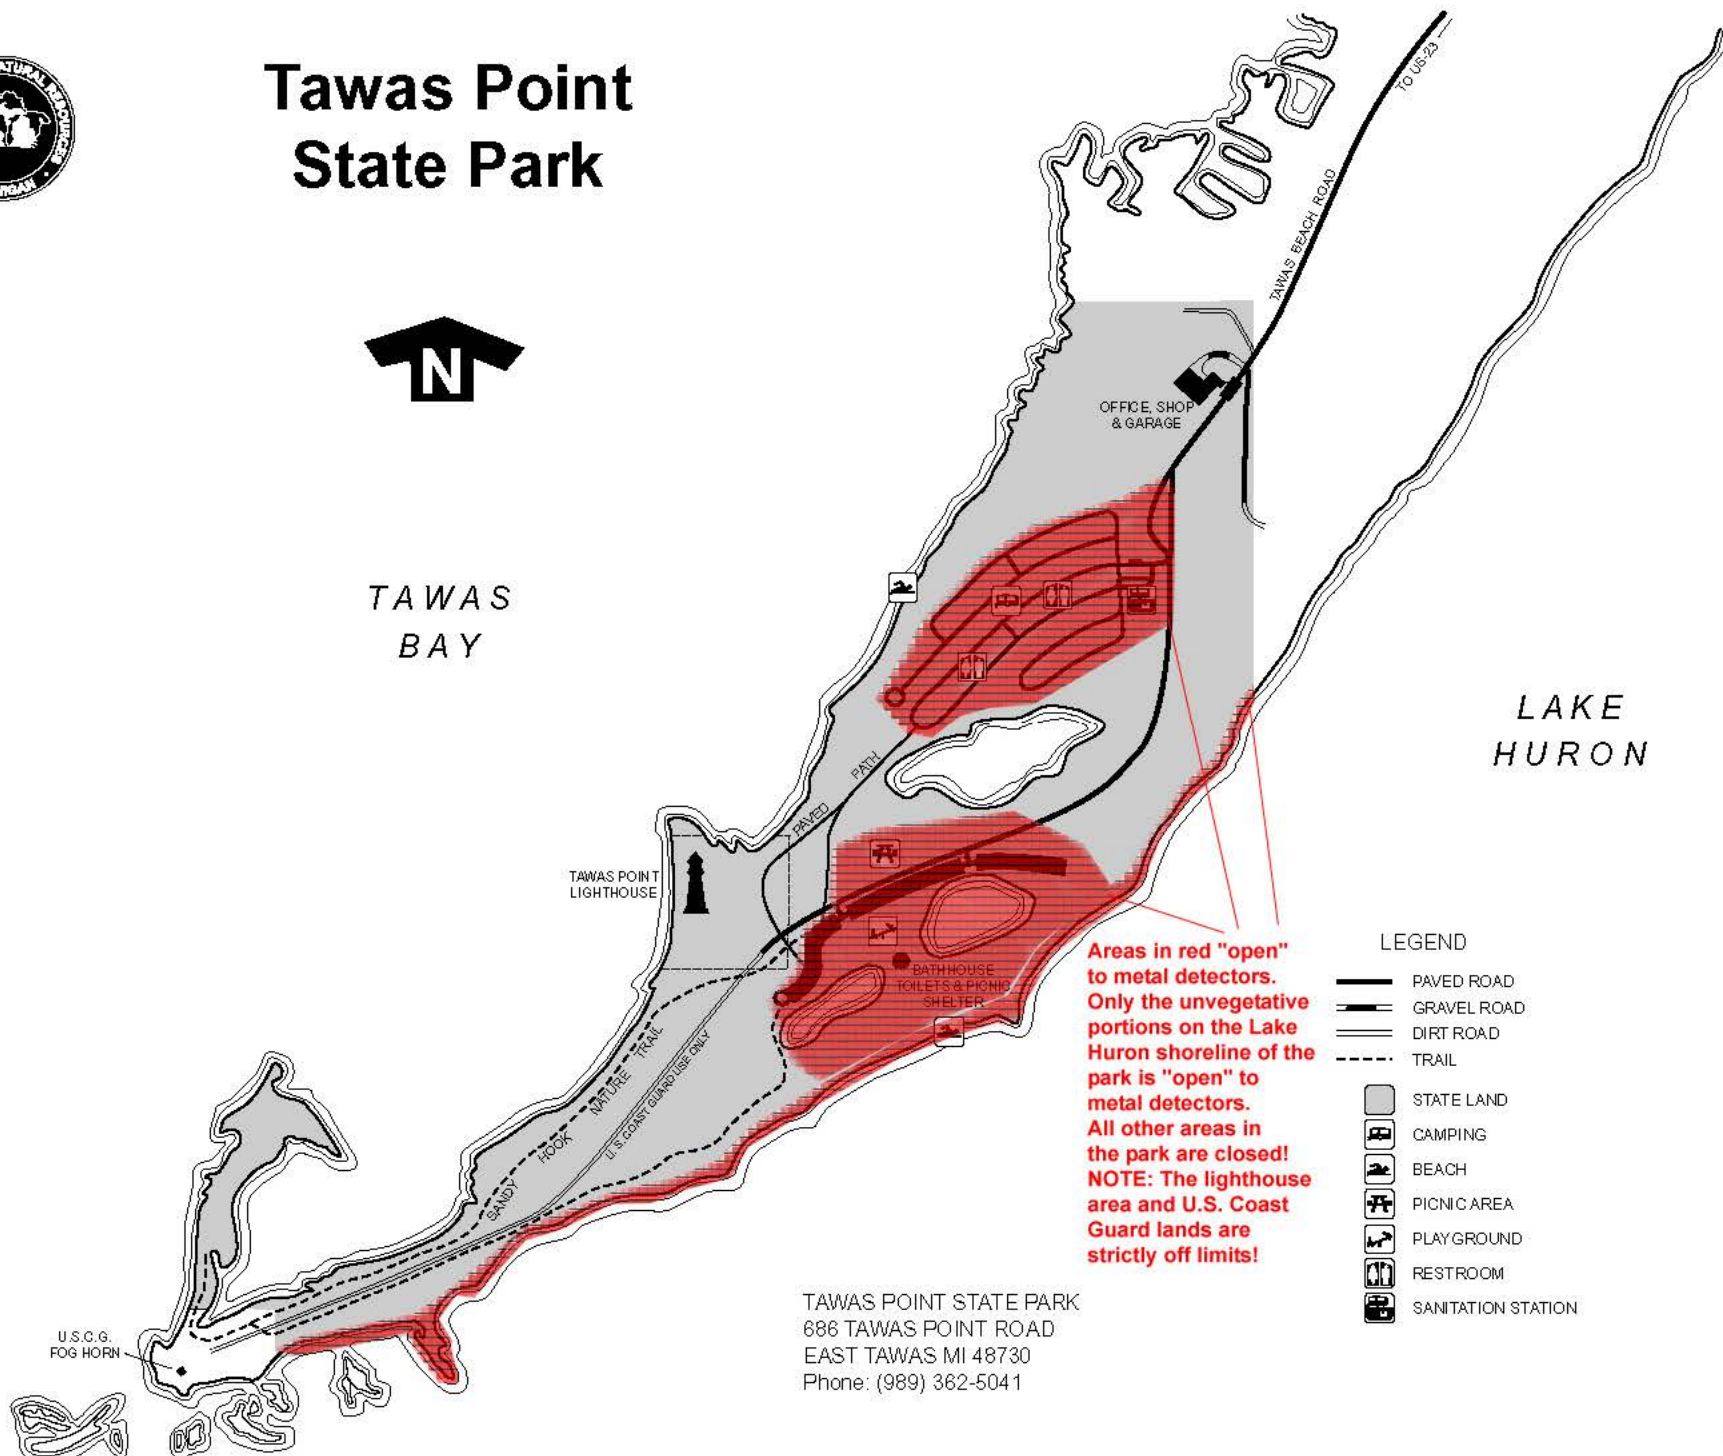 Tawas Point
State Park
NATURAL RESOURCES
N
TO US-23
TAWAS BEACH ROAD
OFFICE, SHOP
& GARAGE
TAWAS
BAY
LAKE
HURON
PAVED PATH
TAWAS POINT
LIGHTHOUSE
BATHHOUSE
TOILETS & PICNIC
SHELTER
SANDY HOOK NATURE TRAIL
U.S. COAST GUARD USE ONLY
U.S.C.G.
FOG HORN
Areas in red "open"
to metal detectors.
Only the unvegetative
portions on the Lake
Huron shoreline of the
park is "open" to
metal detectors.
All other areas in
the park are closed!
NOTE: The lighthouse
area and U.S. Coast
Guard lands are
strictly off limits!
LEGEND
PAVED ROAD
GRAVEL ROAD
DIRT ROAD
TRAIL
STATE LAND
CAMPING
BEACH
PICNIC AREA
PLAYGROUND
RESTROOM
SANITATION STATION
TAWAS POINT STATE PARK
686 TAWAS POINT ROAD
EAST TAWAS MI 48730
Phone: (989) 362-5041